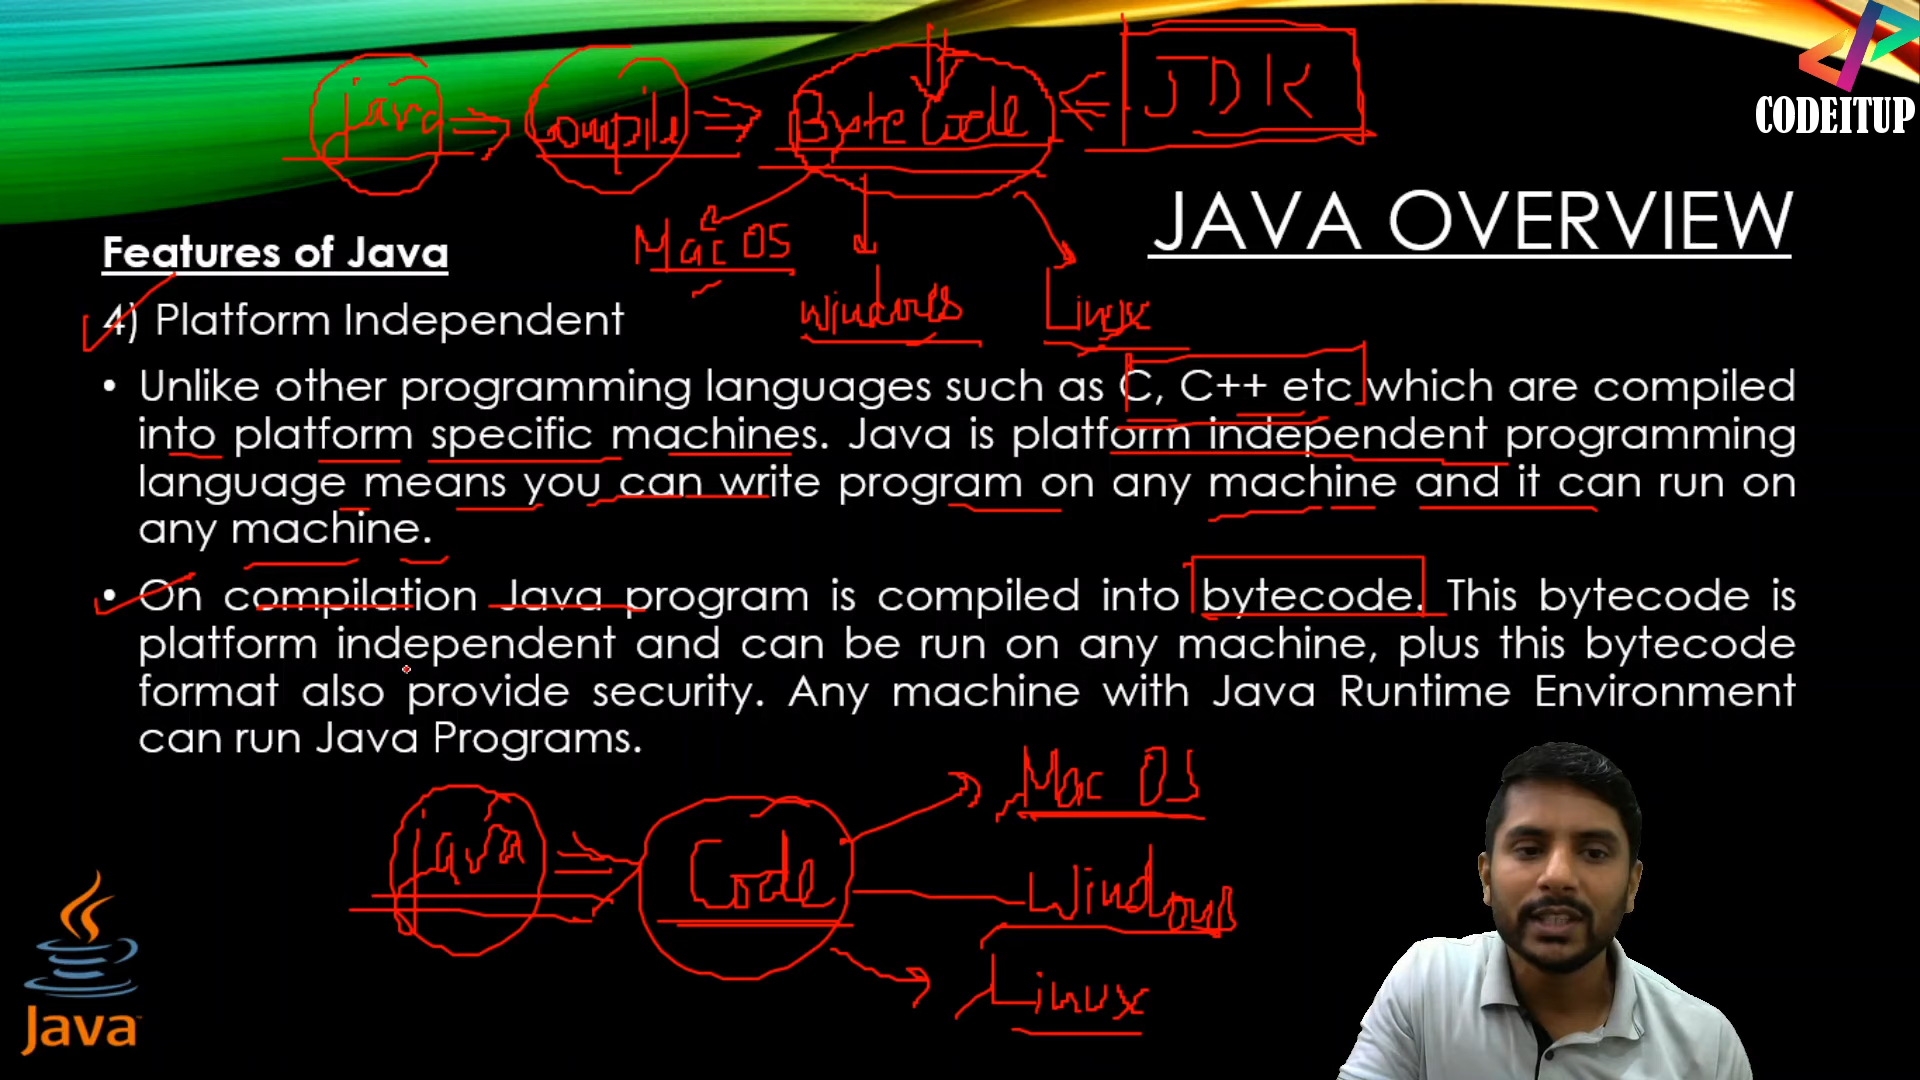 java compile Byte Code JDK
CODEITUP
Mac OS
JAVA OVERVIEW
Features of Java
windows Linux
4) Platform Independent
• Unlike other programming languages such as C, C++ etc which are compiled
into platform specific machines. Java is platform independent programming
language means you can write program on any machine and it can run on
any machine.
• On compilation Java program is compiled into bytecode. This bytecode is
platform independent and can be run on any machine, plus this bytecode
format also provide security. Any machine with Java Runtime Environment
can run Java Programs.
Mac OS
Java Code
Windows
Linux
Java